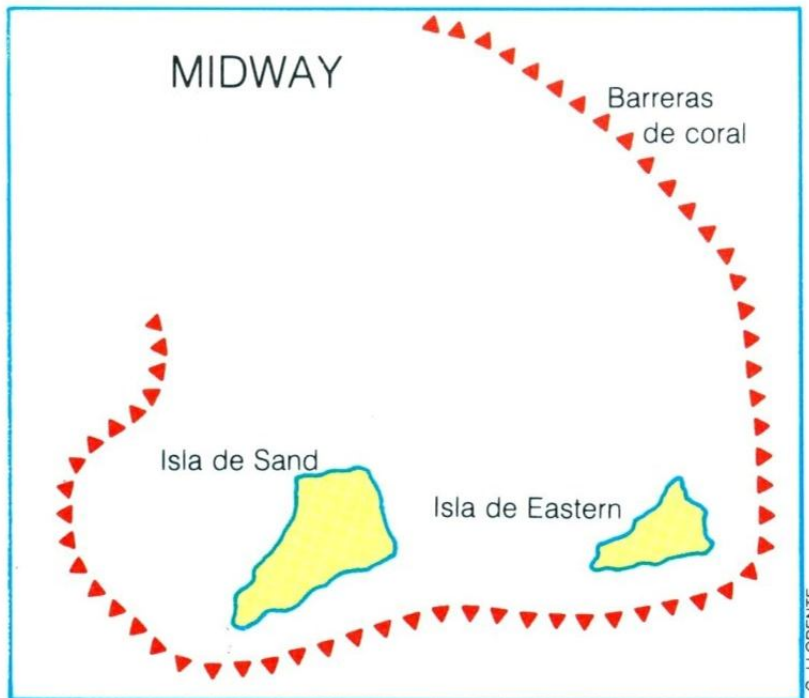 MIDWAY
Barreras
de coral
Isla de Sand
Isla de Eastern